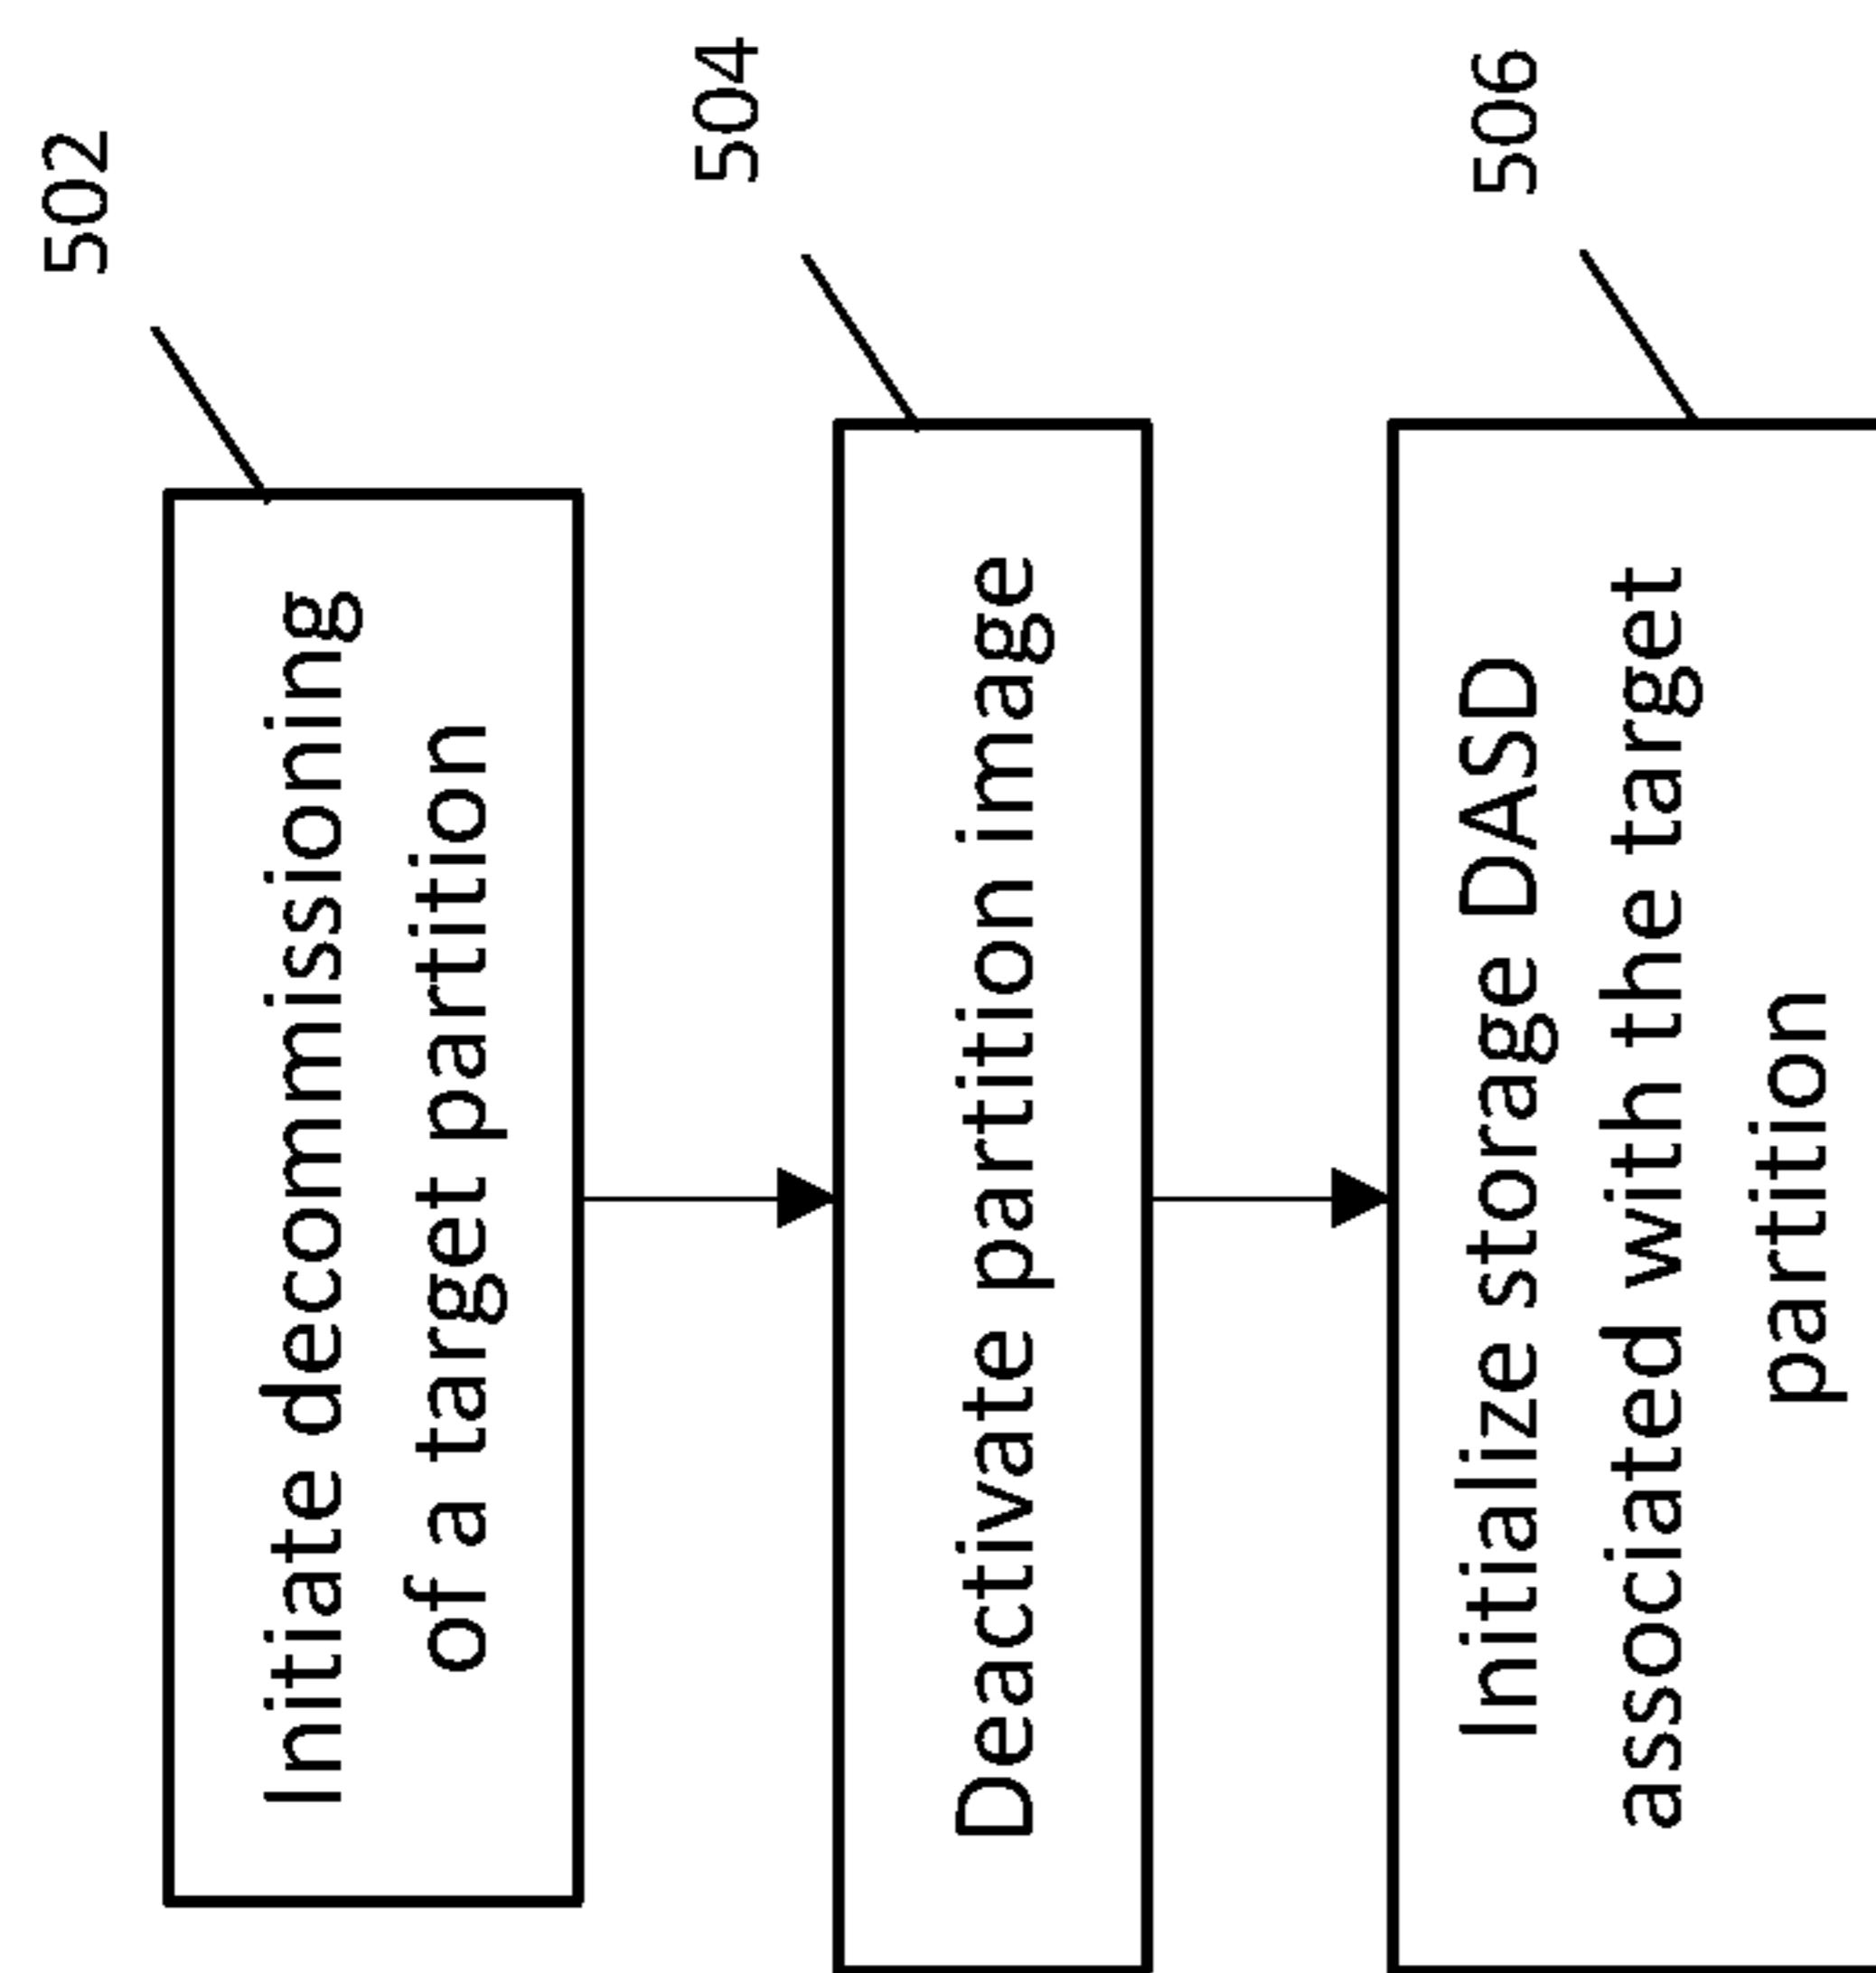 502
Initiate decommissioning
of a target partition
504
Deactivate partition image
506
Initialize storage DASD
associated with the target
partition